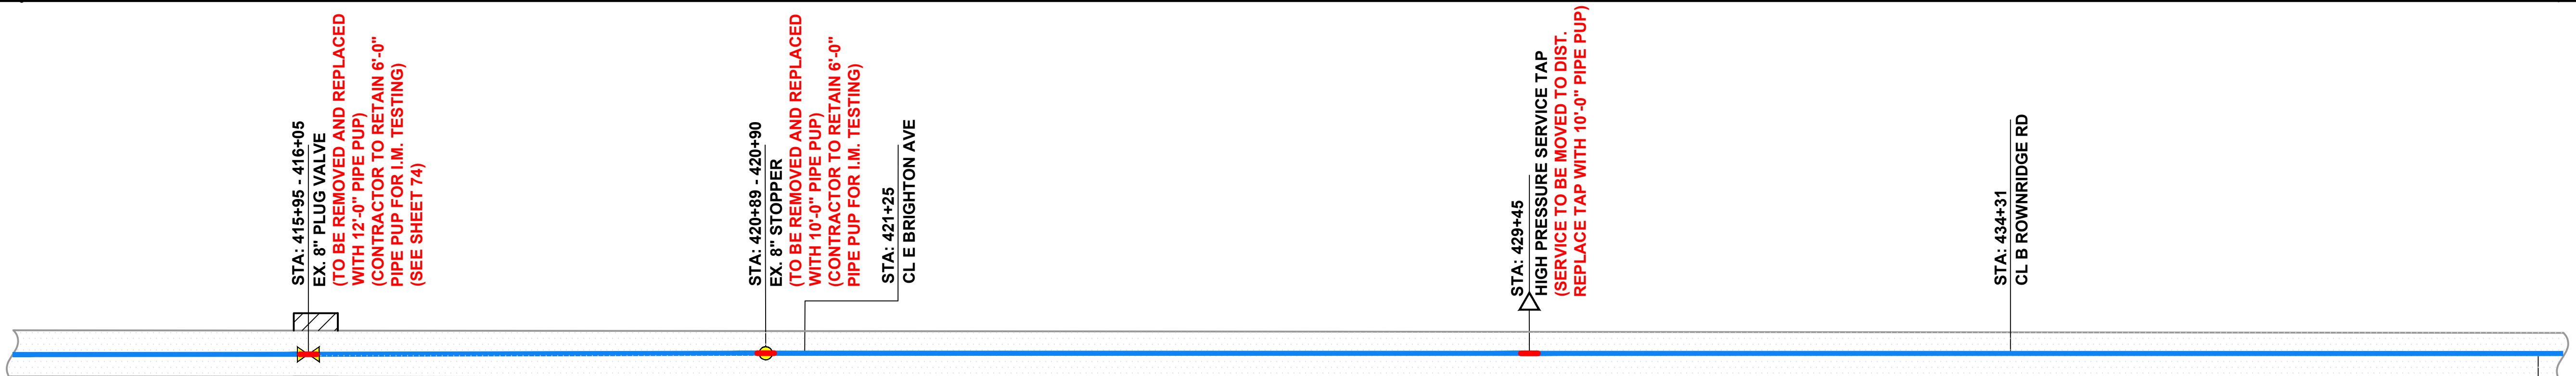 STA: 415+95 - 416+05
EX. 8" PLUG VALVE
(TO BE REMOVED AND REPLACED
WITH 12'-0" PIPE PUP)
(CONTRACTOR TO RETAIN 6'-0"
PIPE PUP FOR I.M. TESTING)
(SEE SHEET 74)
STA: 420+89 - 420+90
EX. 8" STOPPER
(TO BE REMOVED AND REPLACED
WITH 10'-0" PIPE PUP)
(CONTRACTOR TO RETAIN 6'-0"
PIPE PUP FOR I.M. TESTING)
STA: 421+25
CL E BRIGHTON AVE
STA: 429+45
HIGH PRESSURE SERVICE TAP
(SERVICE TO BE MOVED TO DIST.
REPLACE TAP WITH 10'-0" PIPE PUP)
STA: 434+31
CL B ROWNRIDGE RD